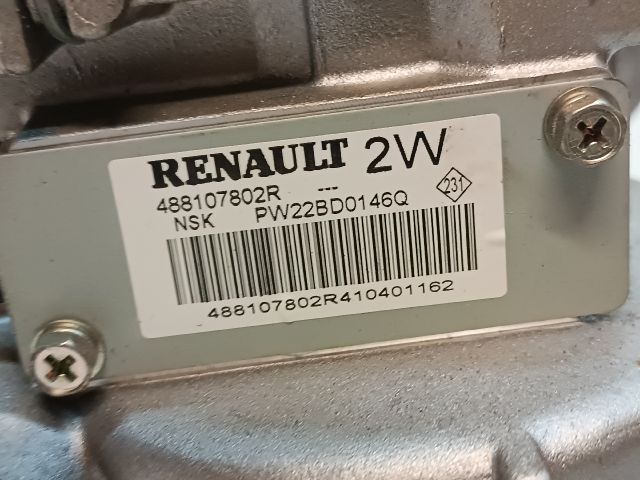 RENAULT 2W
488107802R ---
231
NSK PW22BD0146Q
488107802R410401162